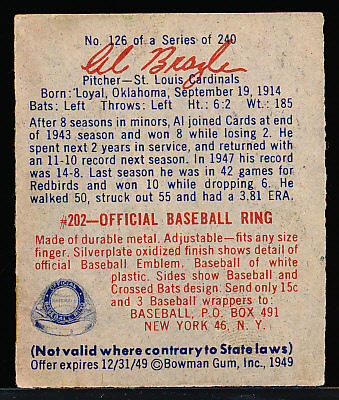 No. 126 of a Series of 240
Al Brazle
Pitcher—St. Louis Cardinals
Born: Loyal, Oklahoma, September 19, 1914
Bats: Left Throws: Left Ht.: 6:2 Wt.: 185
After 8 seasons in minors, Al joined Cards at end
of 1943 season and won 8 while losing 2. He
spent next 2 years in service, and returned with
an 11-10 record next season. In 1947 his record
was 14-8. Last season he was in 42 games for
Redbirds and won 10 while dropping 6. He
walked 50, struck out 55 and had a 3.81 ERA.
#202—OFFICIAL BASEBALL RING
Made of durable metal. Adjustable—fits any size
finger. Silverplate oxidized finish shows detail of
official Baseball Emblem. Baseball of white
plastic. Sides show Baseball and
Crossed Bats design. Send only 15c
and 3 Baseball wrappers to:
BASEBALL, P.O. BOX 491
NEW YORK 46, N. Y.
OFFICIAL
BASEBALL RING
(Not valid where contrary to State laws)
Offer expires 12/31/49 ©Bowman Gum, Inc., 1949